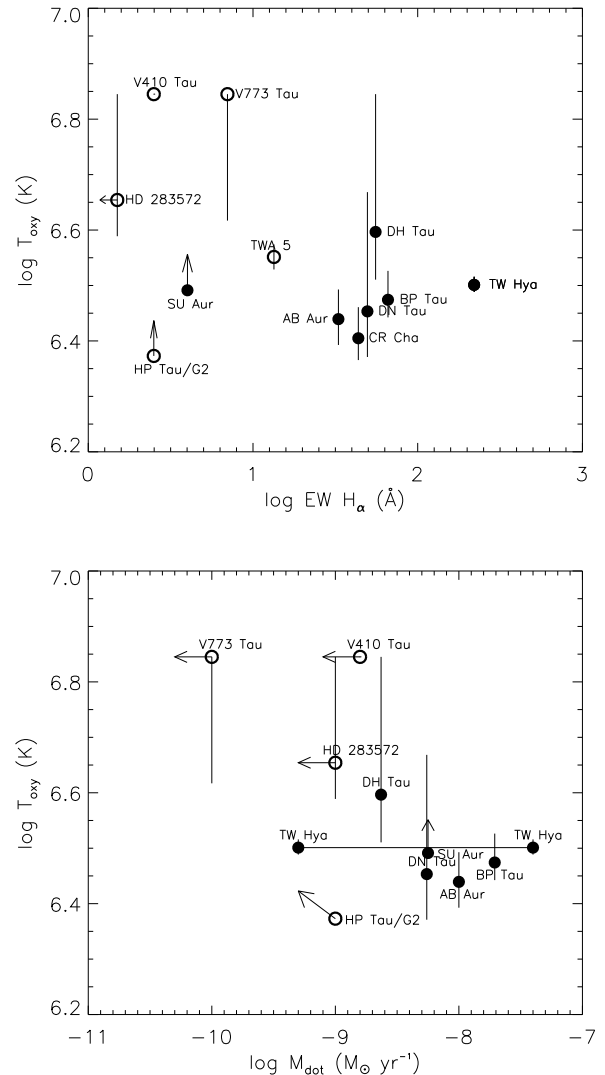 7.0
V410 Tau
V773 Tau
6.8
HD 283572
log T_oxy (K)
6.6
TWA 5
DH Tau
SU Aur
TW Hya
BP Tau
AB Aur
DN Tau
6.4
CR Cha
HP Tau/G2
6.2
0 1 2 3
log EW H_α (Å)
7.0
V773 Tau
V410 Tau
6.8
HD 283572
DH Tau
log T_oxy (K)
6.6
TW Hya
TW Hya
SU Aur
DN Tau
BP Tau
AB Aur
6.4
HP Tau/G2
6.2
−11 −10 −9 −8 −7
log M_dot (M_⊙ yr⁻¹)